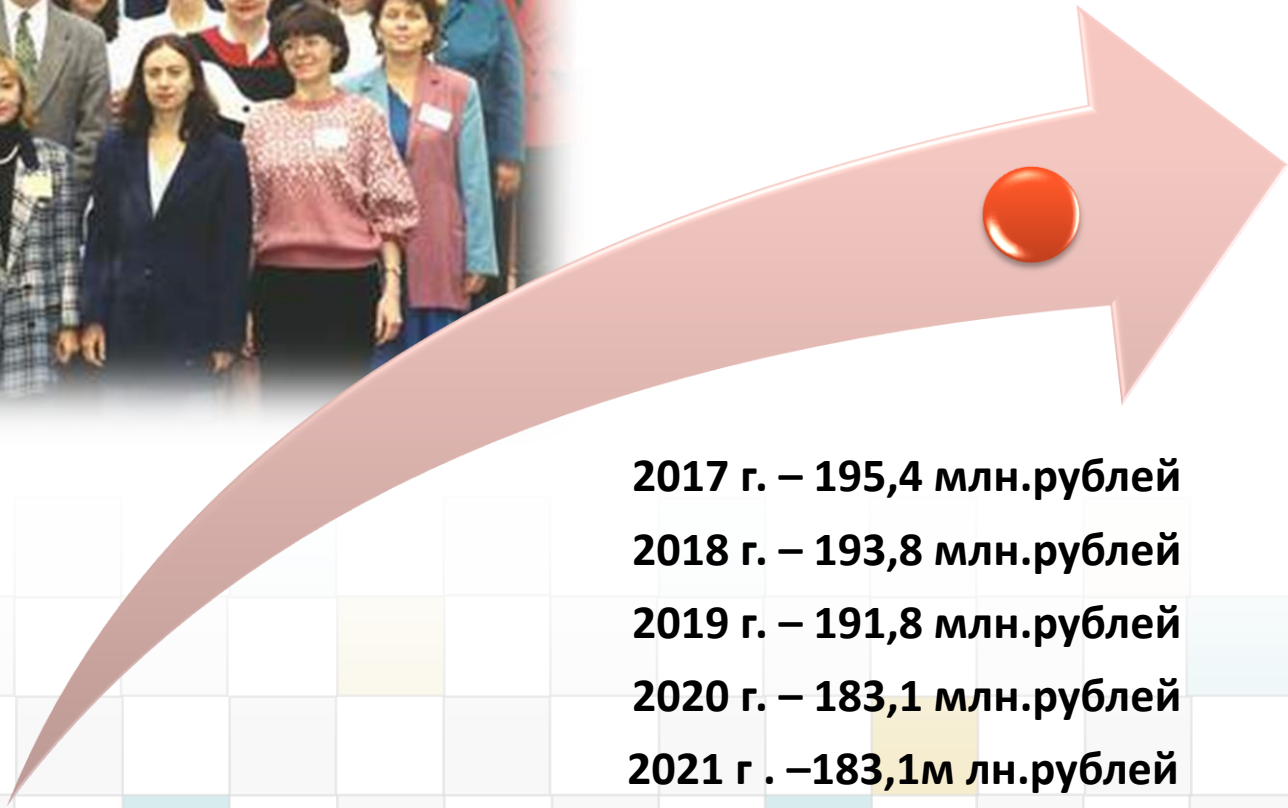 2017 г. – 195,4 млн.рублей
2018 г. – 193,8 млн.рублей
2019 г. – 191,8 млн.рублей
2020 г. – 183,1 млн.рублей
2021 г . –183,1м лн.рублей